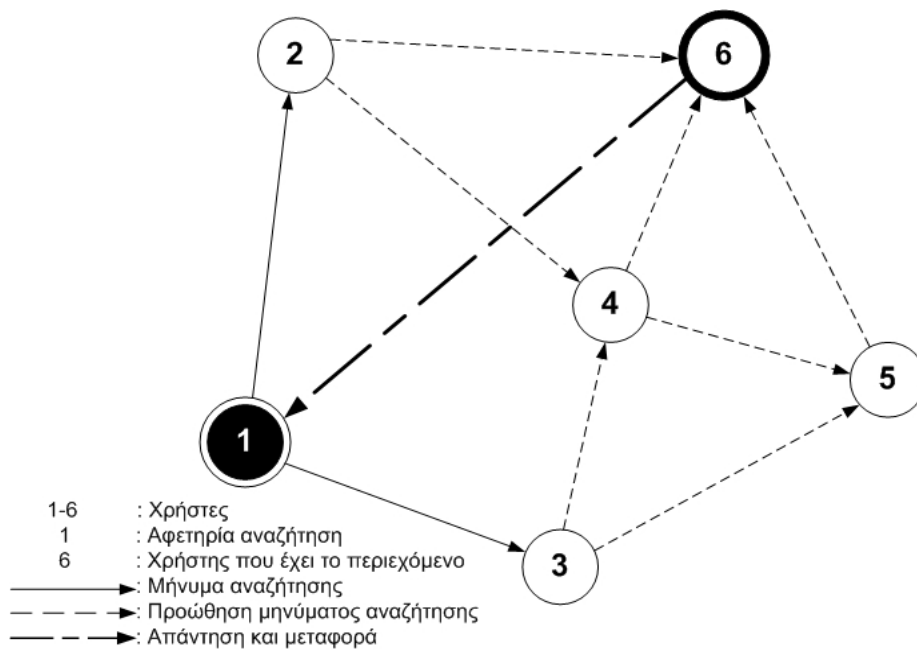 2
6
4
5
1
3
1-6 : Χρήστες
1 : Αφετηρία αναζήτηση
6 : Χρήστης που έχει το περιεχόμενο
: Μήνυμα αναζήτησης
: Προώθηση μηνύματος αναζήτησης
: Απάντηση και μεταφορά